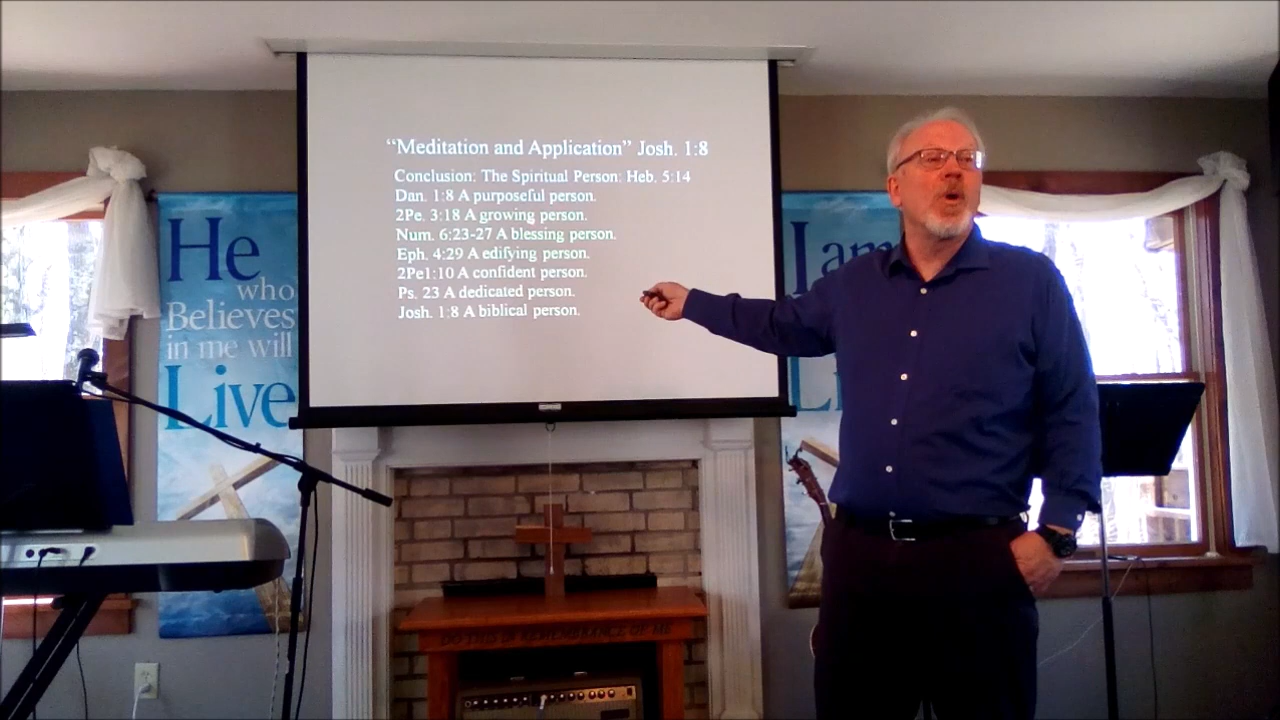 “Meditation and Application” Josh. 1:8
Conclusion: The Spiritual Person: Heb. 5:14
Dan. 1:8 A purposeful person.
2Pe. 3:18 A growing person.
Num. 6:23-27 A blessing person.
Eph. 4:29 A edifying person.
2Pe1:10 A confident person.
Ps. 23 A dedicated person.
Josh. 1:8 A biblical person.
He
who
Believes
in me will
Live
I am
DO THIS IN REMEMBRANCE OF ME